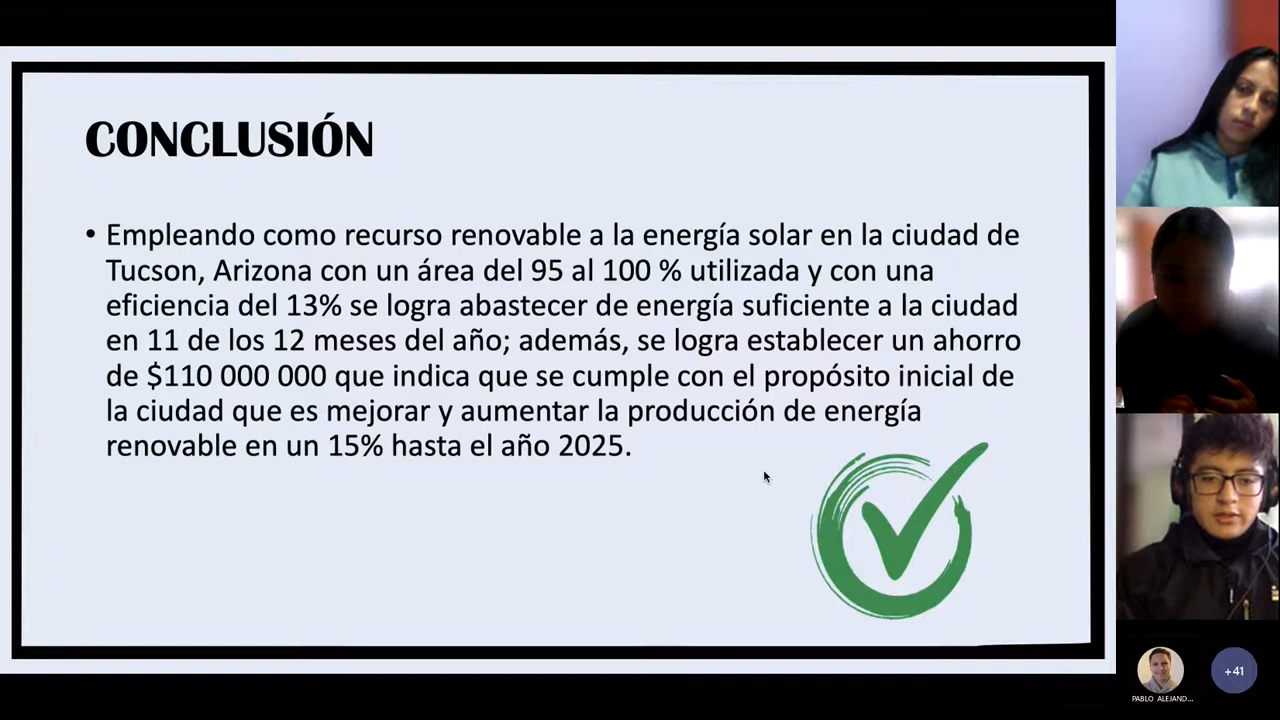 CONCLUSIÓN
• Empleando como recurso renovable a la energía solar en la ciudad de
Tucson, Arizona con un área del 95 al 100 % utilizada y con una
eficiencia del 13% se logra abastecer de energía suficiente a la ciudad
en 11 de los 12 meses del año; además, se logra establecer un ahorro
de $110 000 000 que indica que se cumple con el propósito inicial de
la ciudad que es mejorar y aumentar la producción de energía
renovable en un 15% hasta el año 2025.
PABLO ALEJAND...
+41